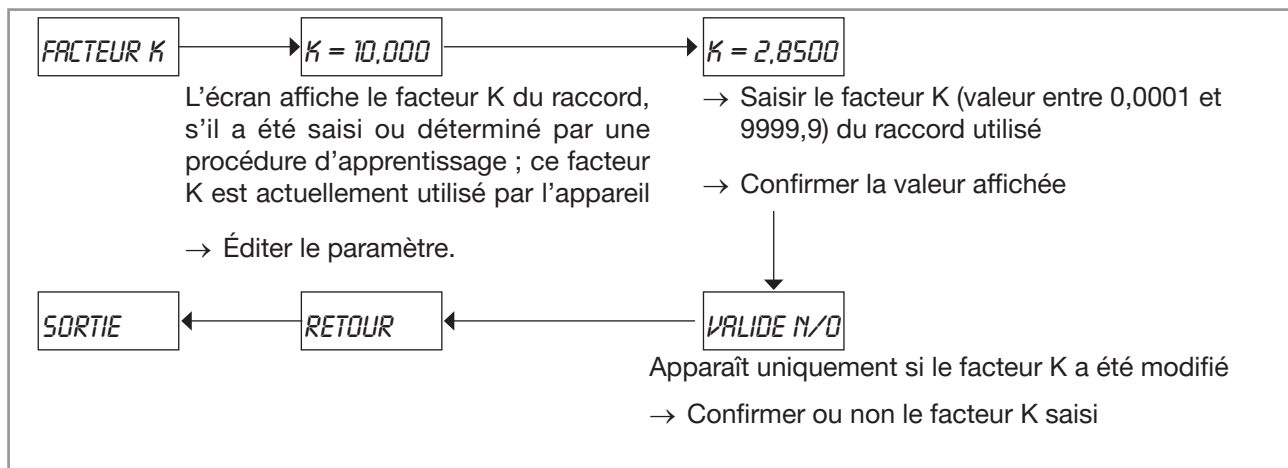 FACTEUR K
K = 10,000
K = 2,8500
L'écran affiche le facteur K du raccord,
s'il a été saisi ou déterminé par une
procédure d'apprentissage ; ce facteur
K est actuellement utilisé par l'appareil
→ Éditer le paramètre.
→ Saisir le facteur K (valeur entre 0,0001 et
9999,9) du raccord utilisé
→ Confirmer la valeur affichée
SORTIE
RETOUR
VALIDE N/O
Apparaît uniquement si le facteur K a été modifié
→ Confirmer ou non le facteur K saisi